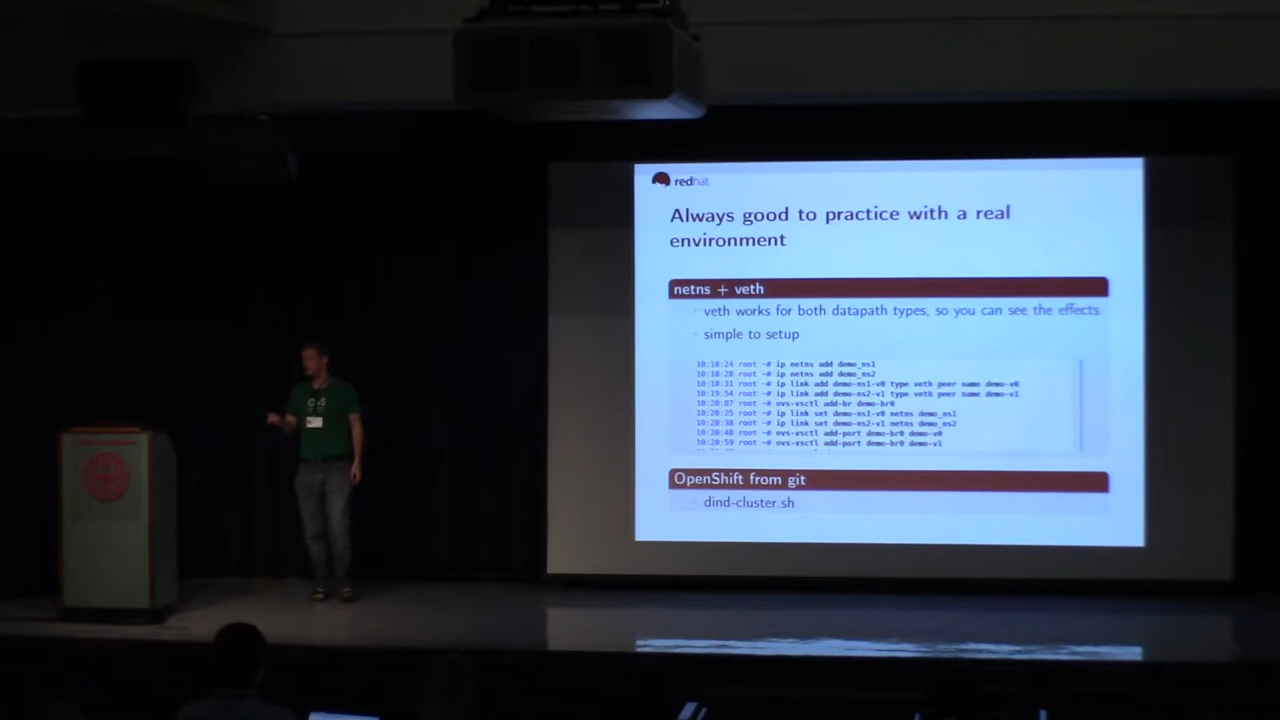 redhat
Always good to practice with a real
environment
netns + veth
veth works for both datapath types, so you can see the effects
simple to setup
10:18:24 root ~# ip netns add demo_ns1
10:18:28 root ~# ip netns add demo_ns2
10:18:31 root ~# ip link add demo-ns1-v0 type veth peer name demo-v0
10:19:54 root ~# ip link add demo-ns2-v1 type veth peer name demo-v1
10:20:07 root ~# ovs-vsctl add-br demo-br0
10:20:25 root ~# ip link set demo-ns1-v0 netns demo_ns1
10:20:38 root ~# ip link set demo-ns2-v1 netns demo_ns2
10:20:48 root ~# ovs-vsctl add-port demo-br0 demo-v0
10:20:59 root ~# ovs-vsctl add-port demo-br0 demo-v1
OpenShift from git
dind-cluster.sh